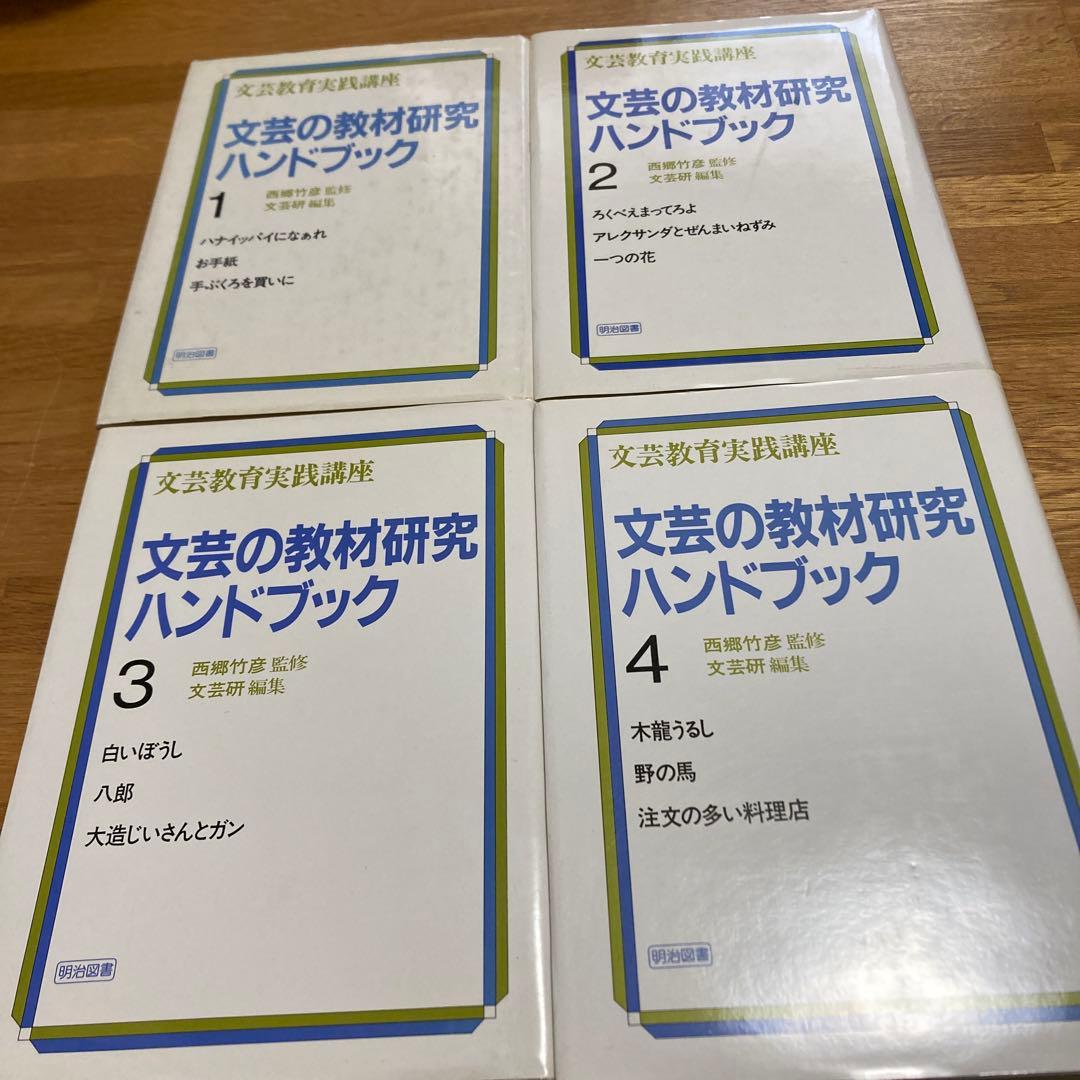 文芸教育実践講座
文芸の教材研究
ハンドブック
1
西郷竹彦 監修
文芸研 編集
ハナイッパイになぁれ
お手紙
手ぶくろを買いに
明治図書
文芸教育実践講座
文芸の教材研究
ハンドブック
2
西郷竹彦 監修
文芸研 編集
ろくべえまってろよ
アレクサンダとぜんまいねずみ
一つの花
明治図書
文芸教育実践講座
文芸の教材研究
ハンドブック
3
西郷竹彦 監修
文芸研 編集
白いぼうし
八郎
大造じいさんとガン
明治図書
文芸教育実践講座
文芸の教材研究
ハンドブック
4
西郷竹彦 監修
文芸研 編集
木龍うるし
野の馬
注文の多い料理店
明治図書